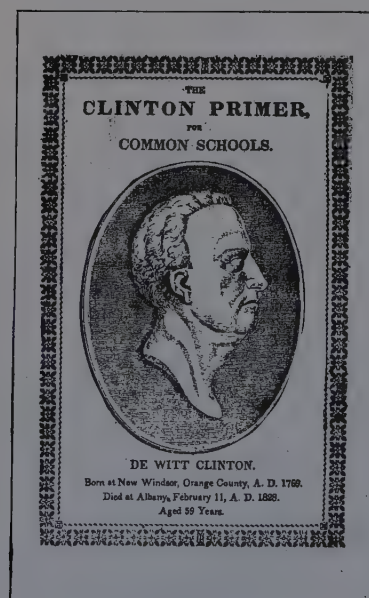 THE
CLINTON PRIMER,
FOR
COMMON SCHOOLS.
DE WITT CLINTON.
Born at New Windsor, Orange County, A. D. 1769.
Died at Albany, February 11, A. D. 1828.
Aged 59 Years.